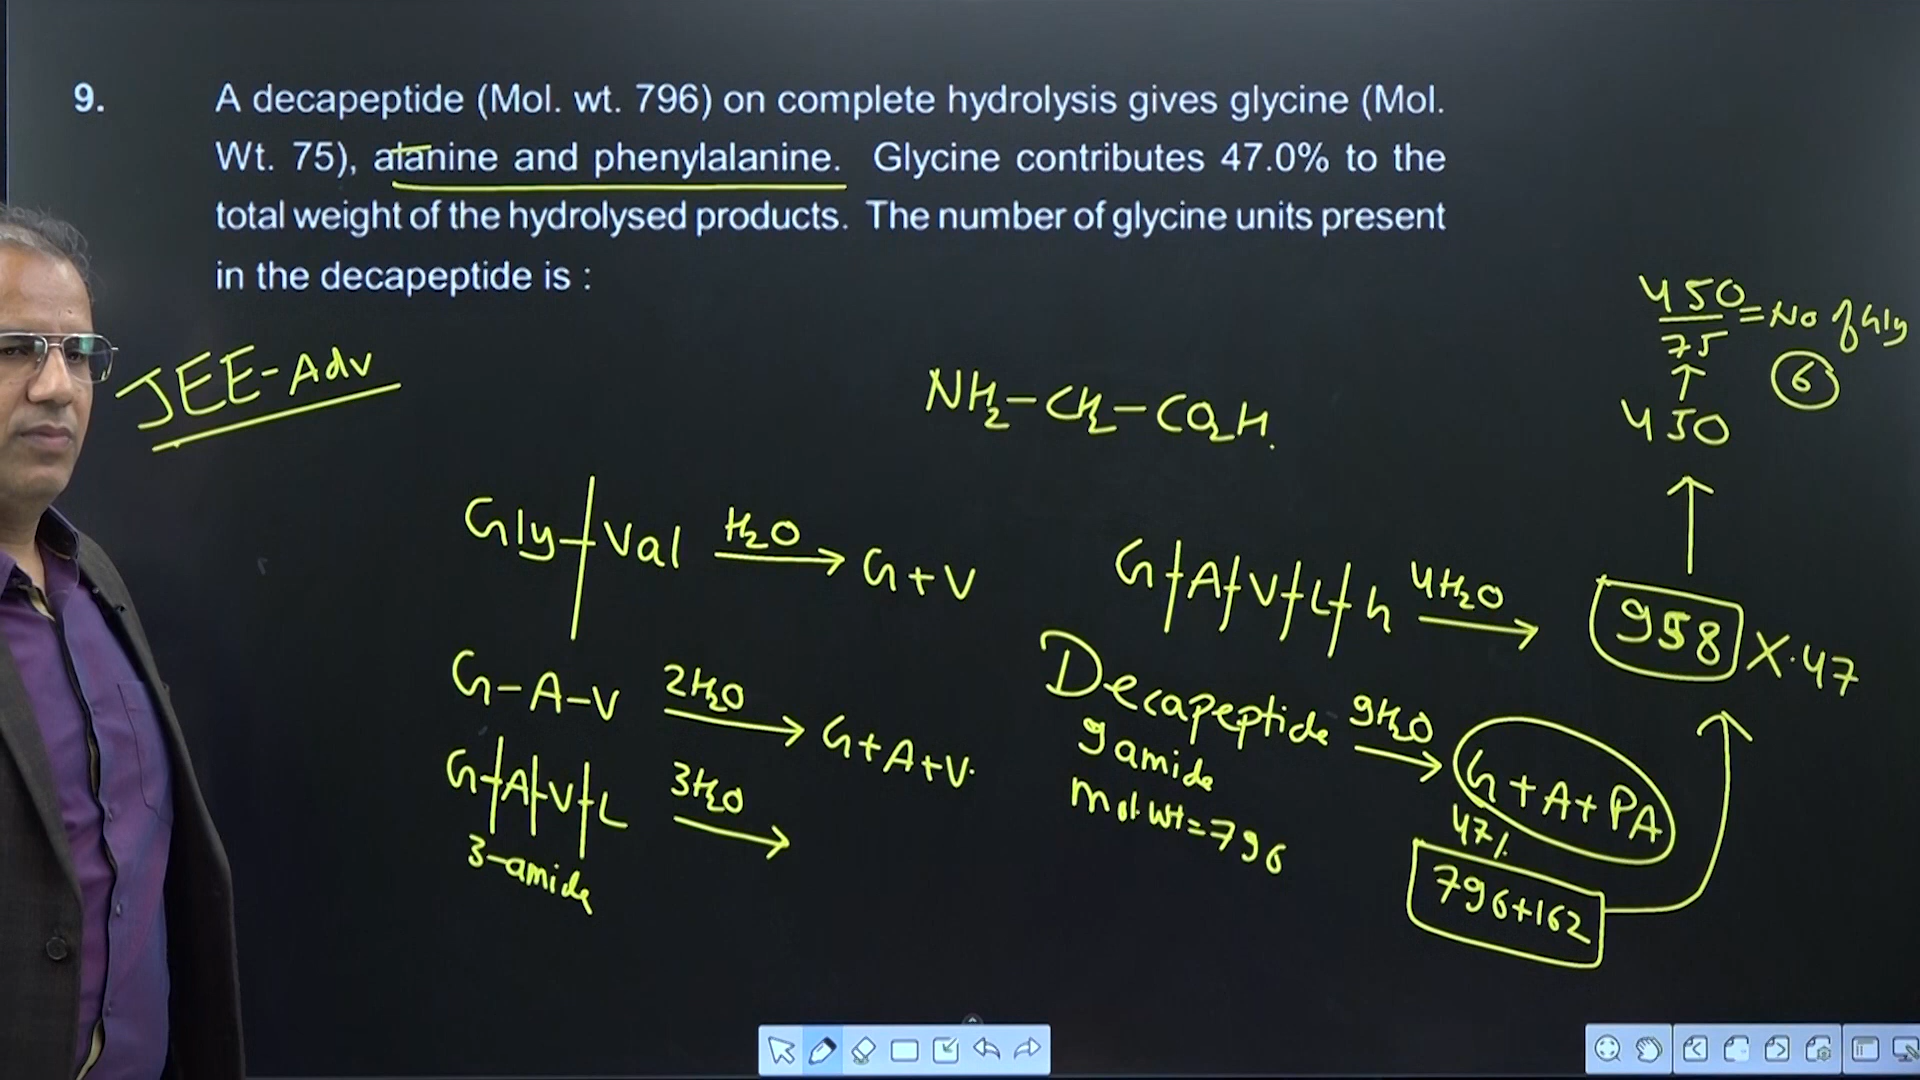 9. A decapeptide (Mol. wt. 796) on complete hydrolysis gives glycine (Mol.
Wt. 75), alanine and phenylalanine. Glycine contributes 47.0% to the
total weight of the hydrolysed products. The number of glycine units present
in the decapeptide is :
JEE-Adv
NH₂-CH₂-CO₂H.
450/75 = No of Gly
6
450
Gly-Val H₂O → G+V
G-A-V-L-G 4H₂O →
958 X .47
G-A-V 2H₂O → G+A+V.
Decapeptide 9H₂O → G+A+PA
9 amide
47%
mol. wt = 796
G-A-V-L 3H₂O →
3-amide
796+162